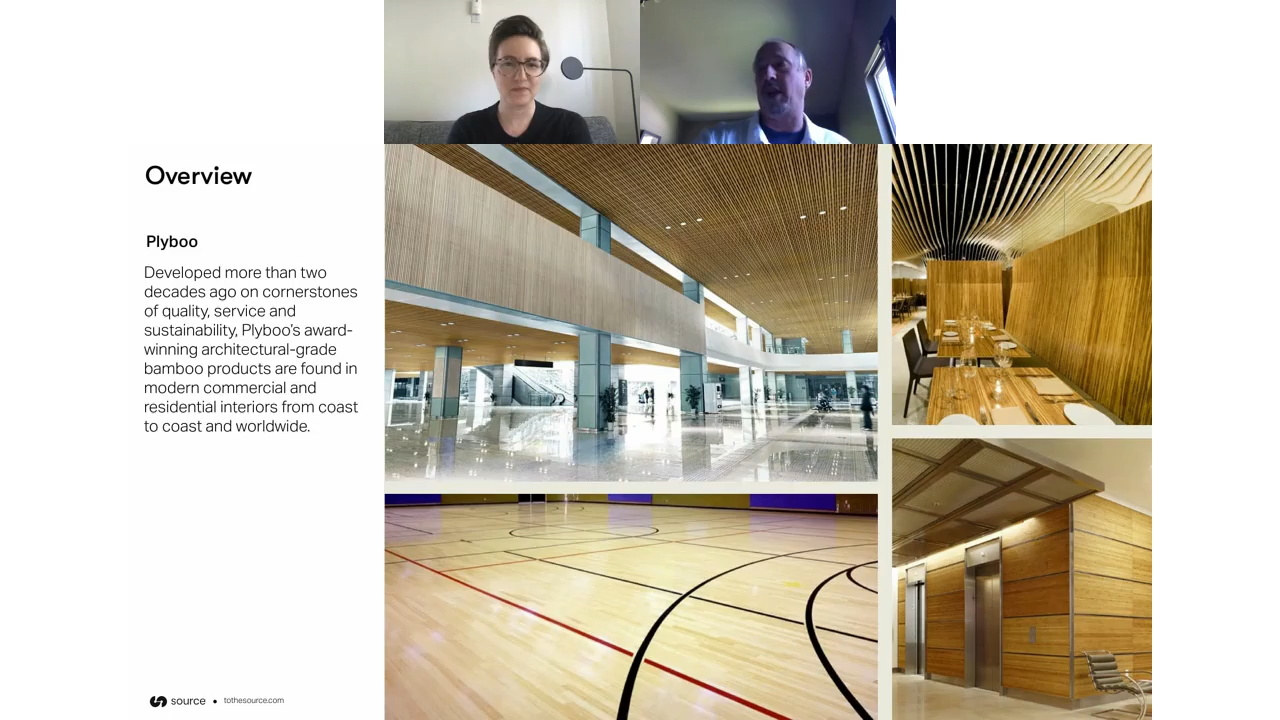 Overview
Plyboo
Developed more than two
decades ago on cornerstones
of quality, service and
sustainability, Plyboo's award-
winning architectural-grade
bamboo products are found in
modern commercial and
residential interiors from coast
to coast and worldwide.
source • tothesource.com